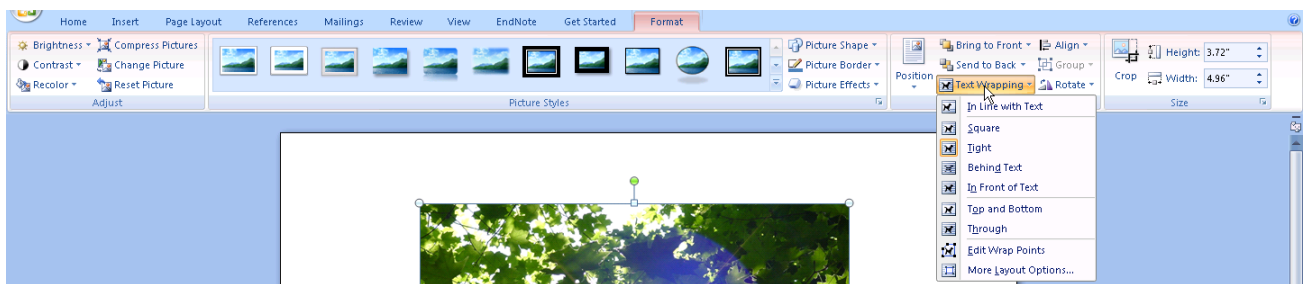 Home Insert Page Layout References Mailings Review View EndNote Get Started Format
Brightness Compress Pictures Picture Shape Bring to Front Align Height: 3.72"
Contrast Change Picture Picture Border Position Send to Back Group Crop Width: 4.96"
Recolor Reset Picture Picture Effects Text Wrapping Rotate
Adjust Picture Styles Size
In Line with Text
Square
Tight
Behind Text
In Front of Text
Top and Bottom
Through
Edit Wrap Points
More Layout Options...